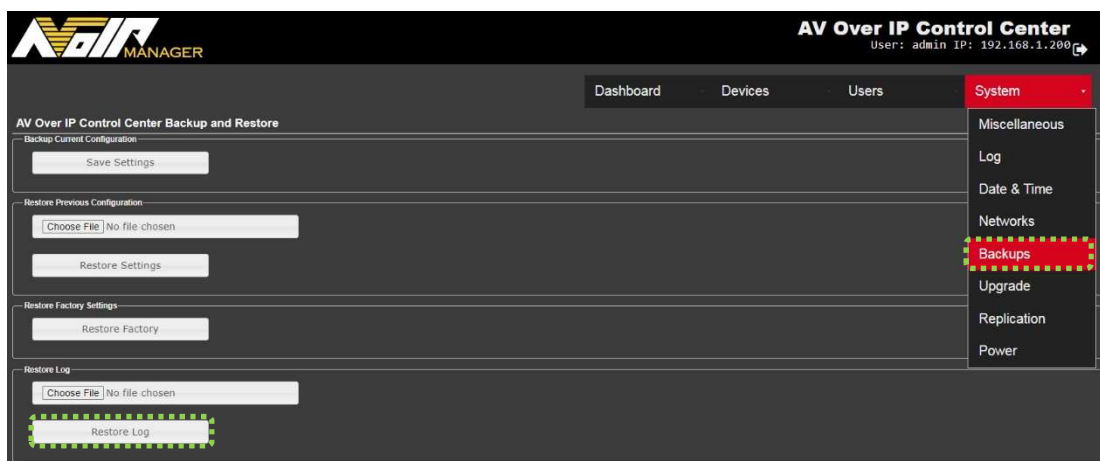 AVoIP MANAGER
AV Over IP Control Center
User: admin IP: 192.168.1.200
Dashboard Devices Users System
AV Over IP Control Center Backup and Restore
Miscellaneous
Backup Current Configuration
Save Settings
Log
Date & Time
Restore Previous Configuration
Choose File No file chosen
Networks
Backups
Restore Settings
Upgrade
Restore Factory Settings
Replication
Restore Factory
Power
Restore Log
Choose File No file chosen
Restore Log